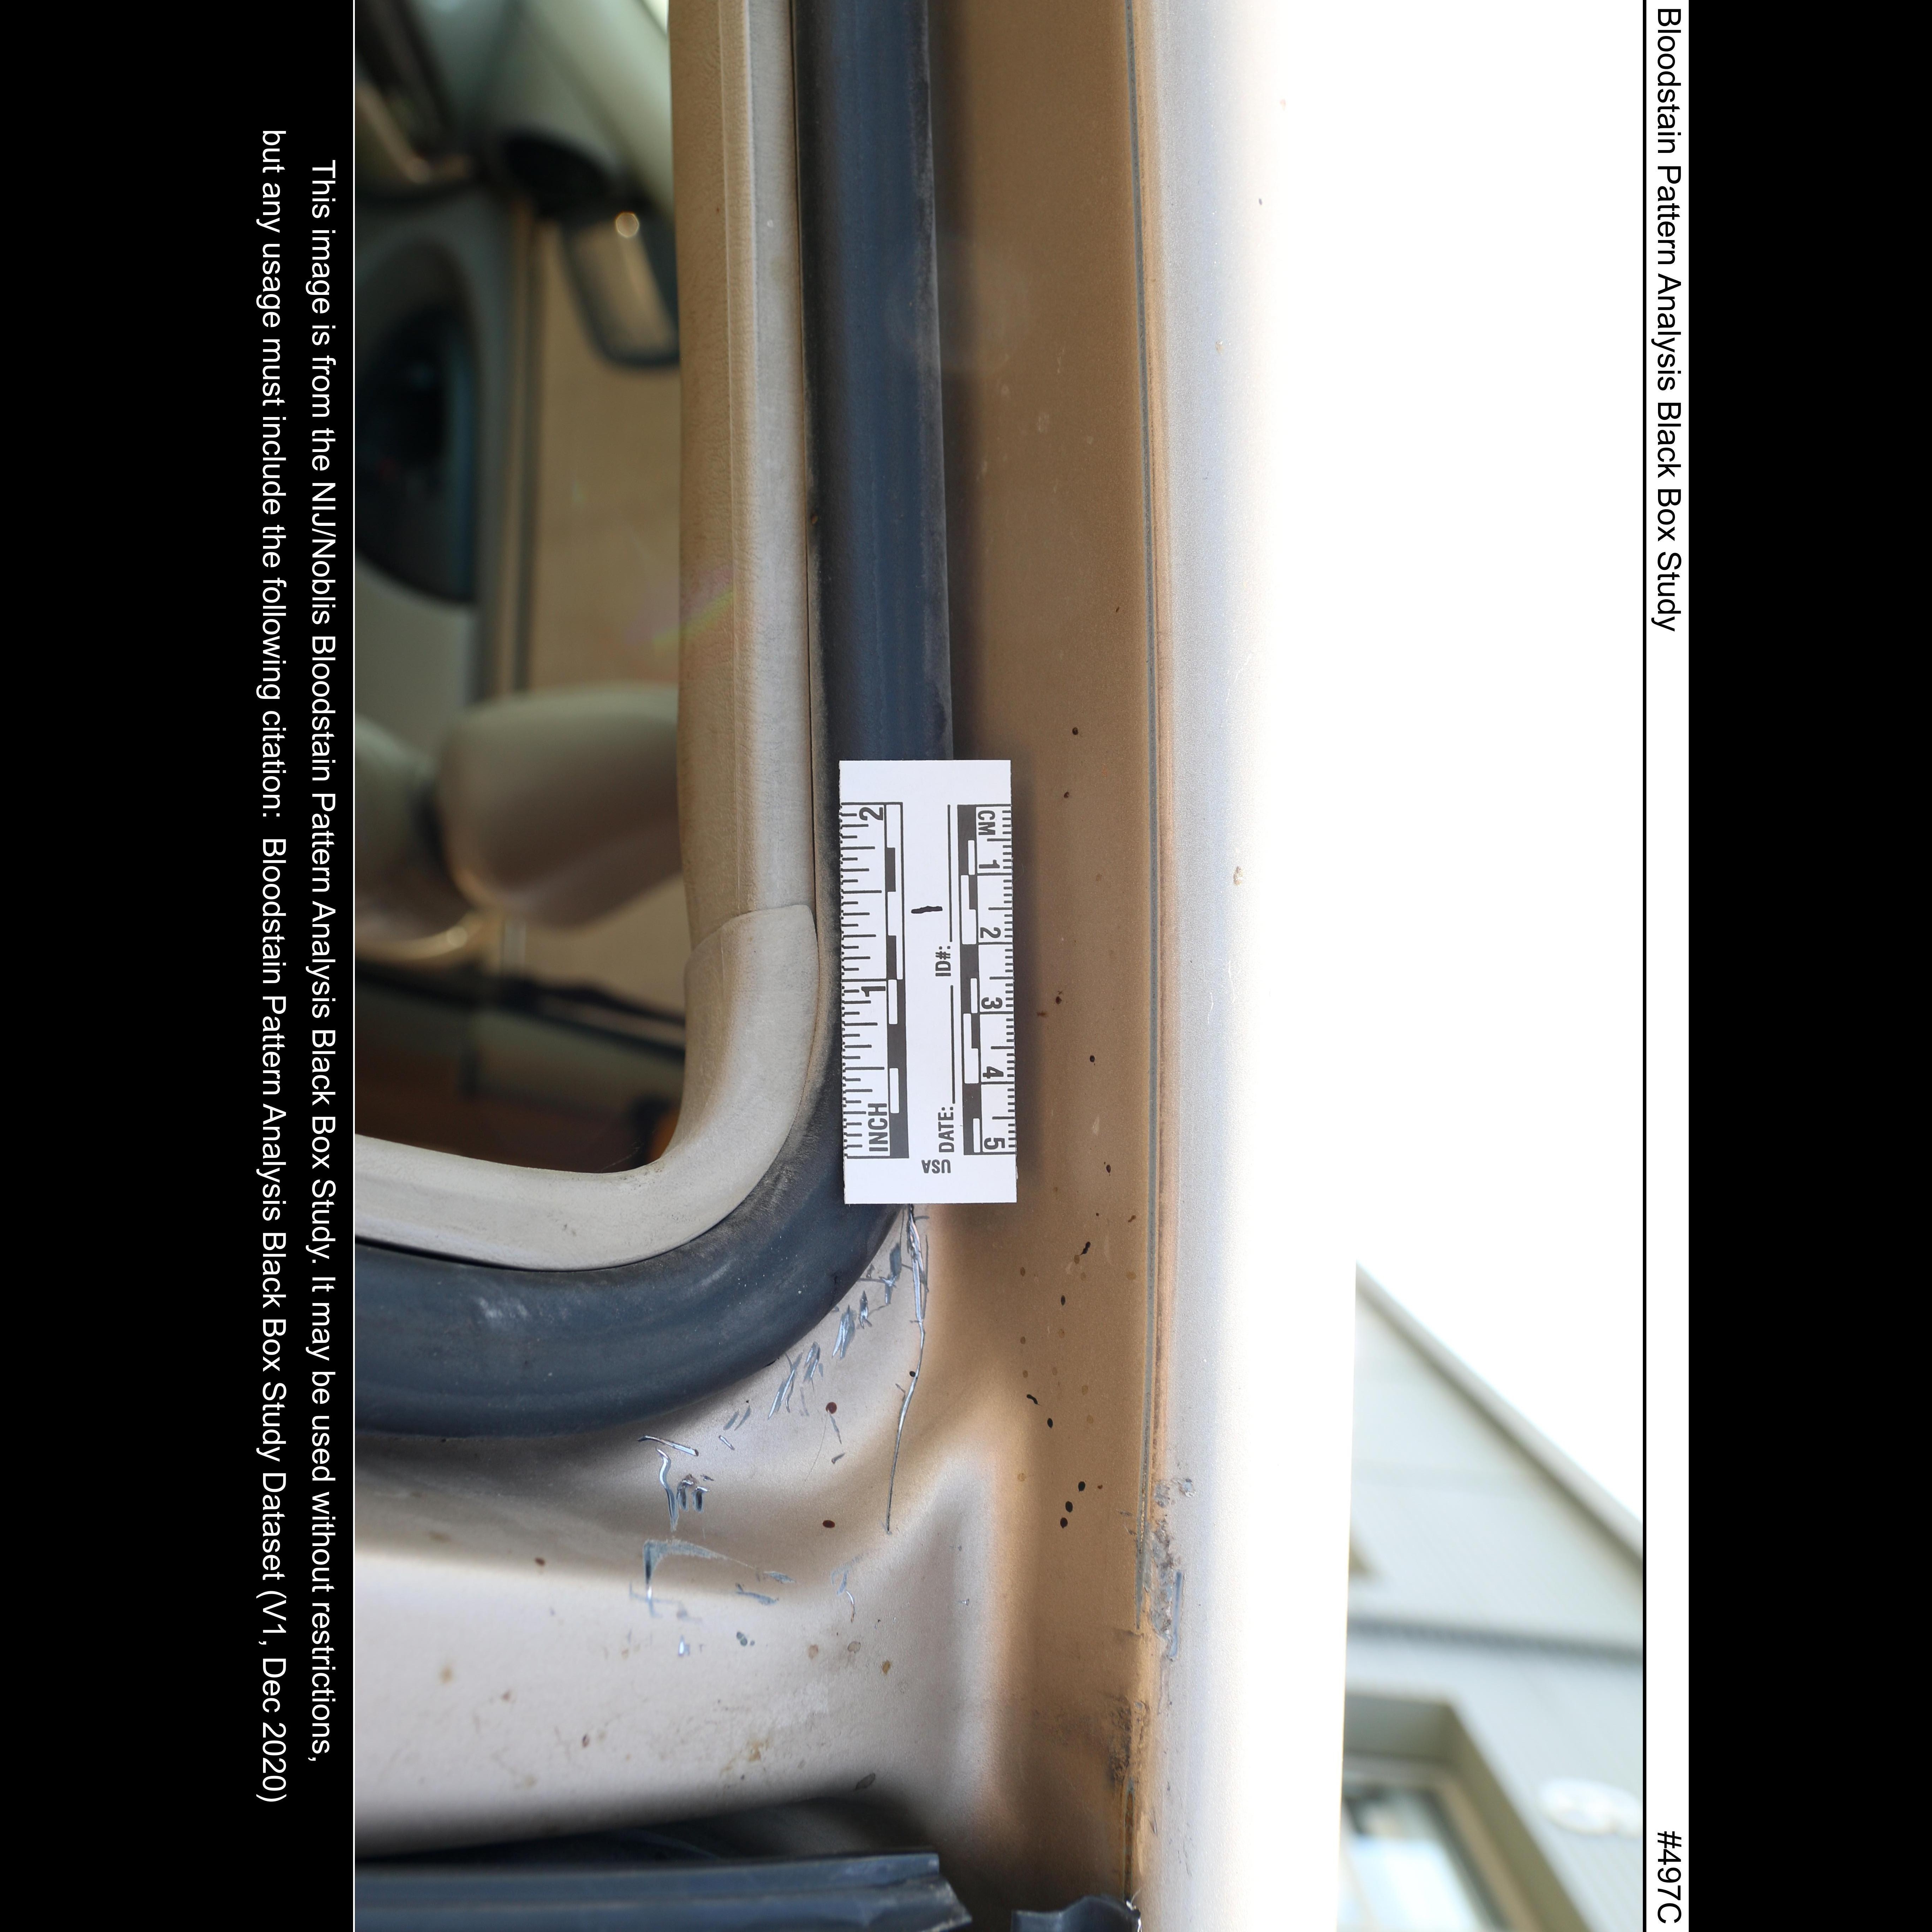 Bloodstain Pattern Analysis Black Box Study #497C
CM 1 2 3 4 5
ID#: DATE:
1
USA
2 1 INCH
This image is from the NIJ/Noblis Bloodstain Pattern Analysis Black Box Study. It may be used without restrictions,
but any usage must include the following citation: Bloodstain Pattern Analysis Black Box Study Dataset (V1, Dec 2020)